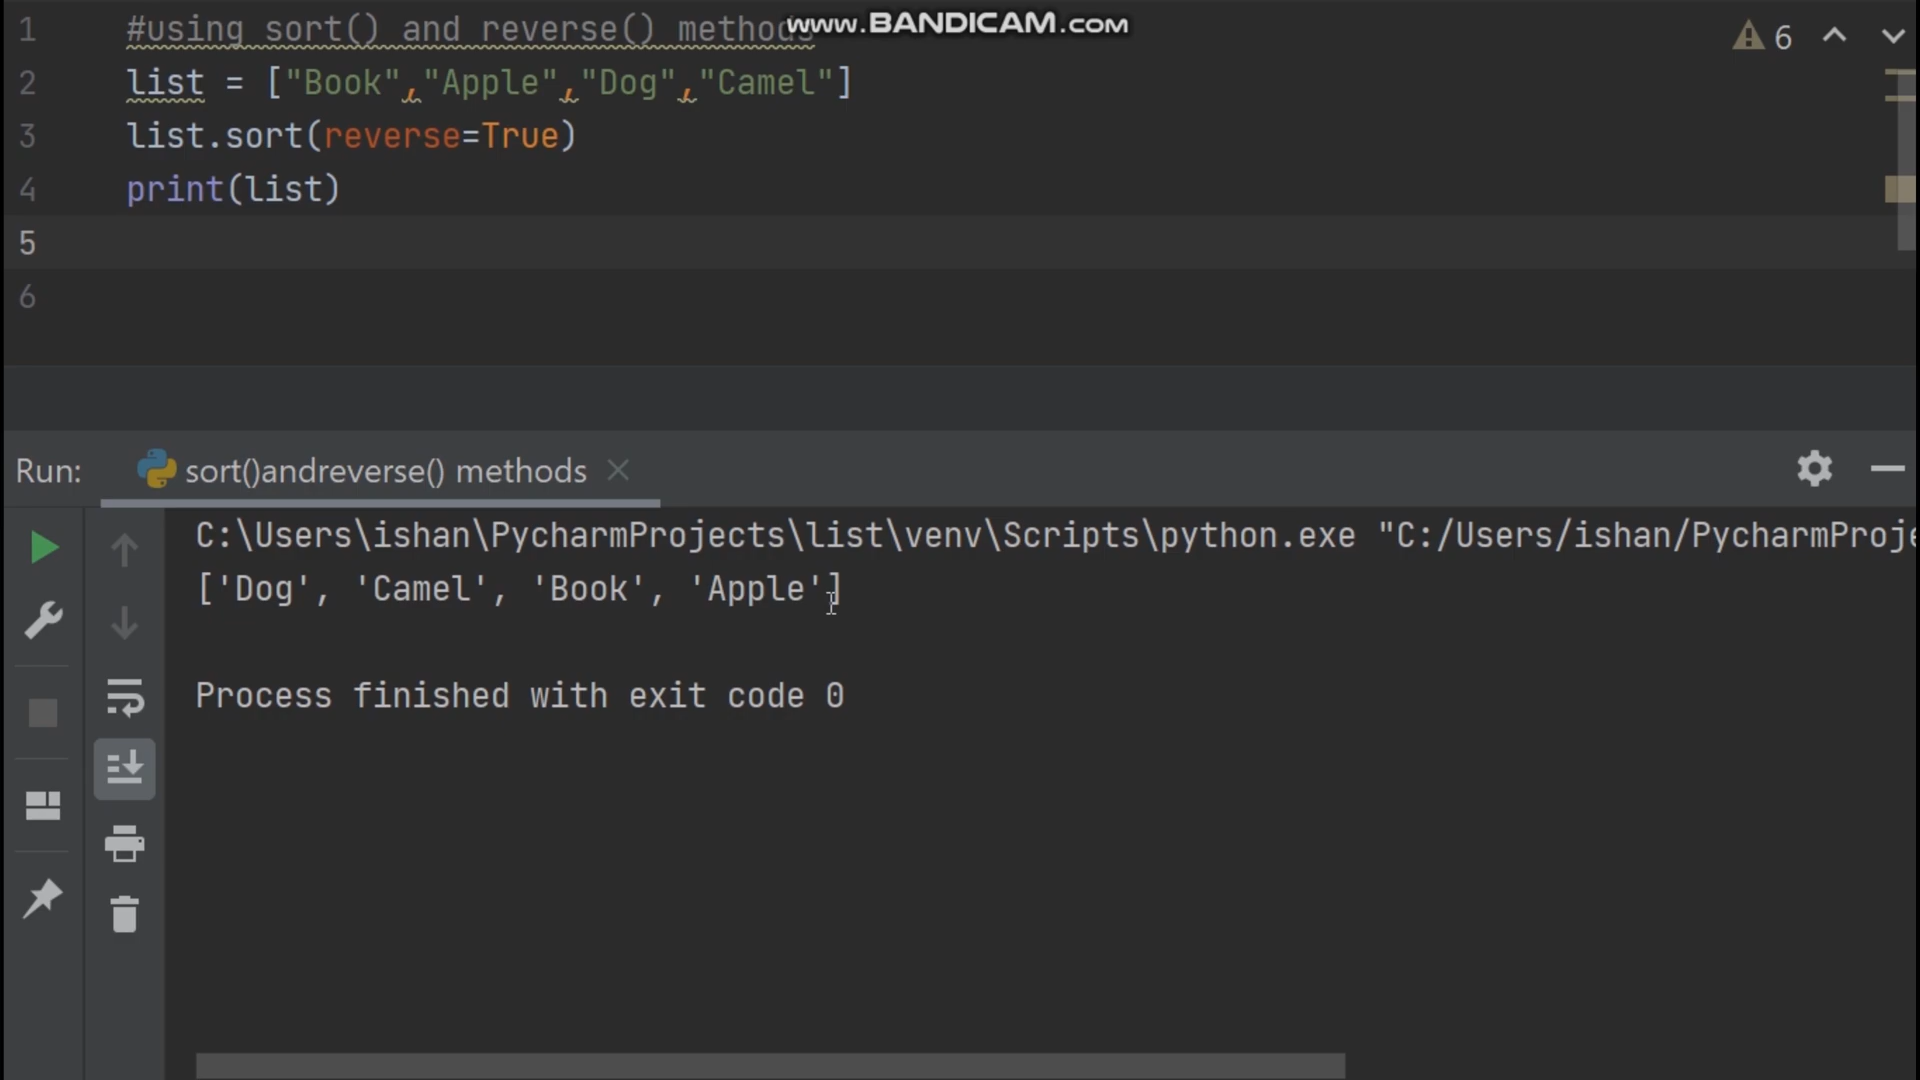 www.BANDICAM.com
1 #using sort() and reverse() methods
6
2 list = ["Book","Apple","Dog","Camel"]
3 list.sort(reverse=True)
4 print(list)
5
6
Run: sort()andreverse() methods
C:\Users\ishan\PycharmProjects\list\venv\Scripts\python.exe "C:/Users/ishan/PycharmProje
['Dog', 'Camel', 'Book', 'Apple']
Process finished with exit code 0